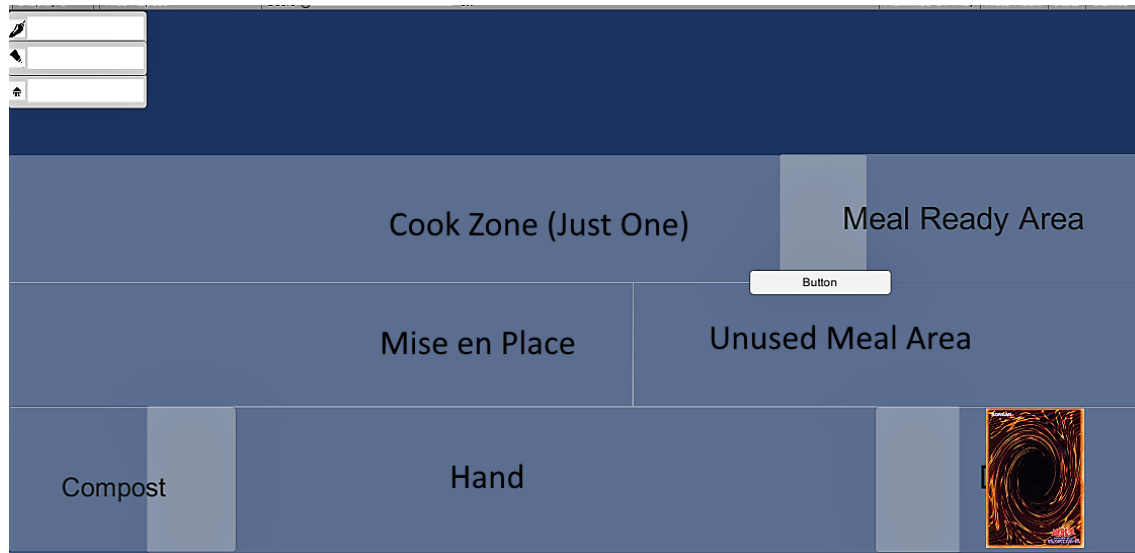 Cook Zone (Just One)
Meal Ready Area
Button
Mise en Place
Unused Meal Area
Compost
Hand